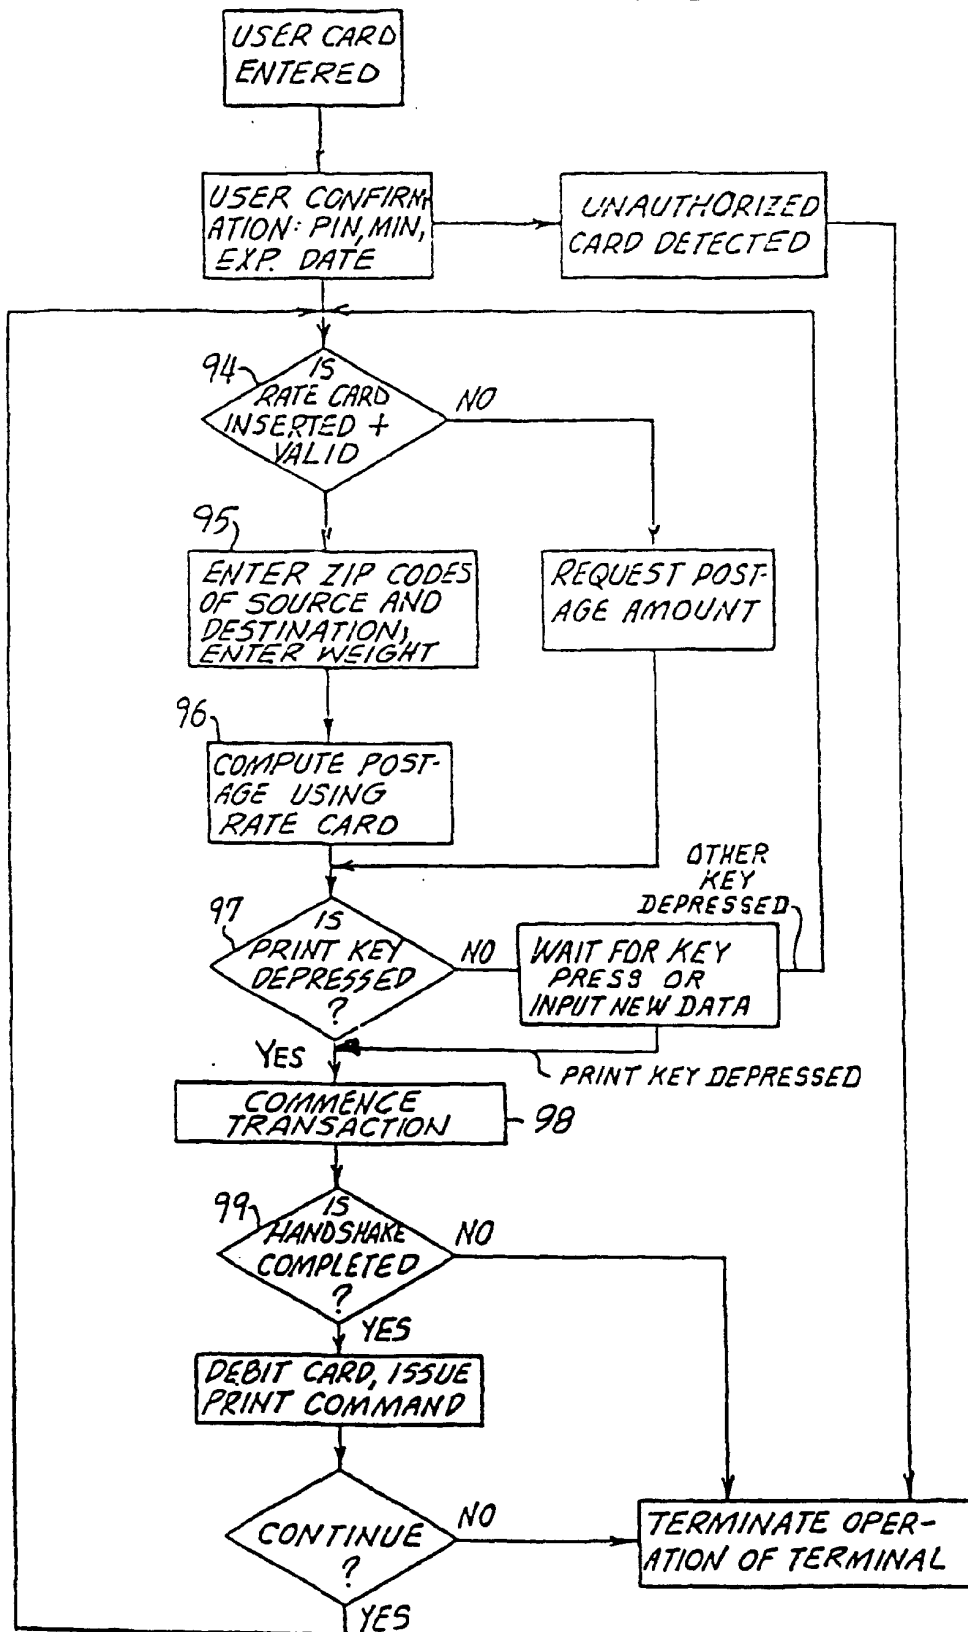 USER CARD
ENTERED
USER CONFIRM-
ATION: PIN, MIN,
EXP. DATE
UNAUTHORIZED
CARD DETECTED
94
IS
RATE CARD
INSERTED +
VALID
NO
95
ENTER ZIP CODES
OF SOURCE AND
DESTINATION,
ENTER WEIGHT
REQUEST POST-
AGE AMOUNT
96
COMPUTE POST-
AGE USING
RATE CARD
OTHER
KEY
DEPRESSED
97
IS
PRINT KEY
DEPRESSED
?
NO
WAIT FOR KEY
PRESS OR
INPUT NEW DATA
YES
PRINT KEY DEPRESSED
COMMENCE
TRANSACTION
98
99
IS
HANDSHAKE
COMPLETED
?
NO
YES
DEBIT CARD, ISSUE
PRINT COMMAND
CONTINUE
?
NO
TERMINATE OPER-
ATION OF TERMINAL
YES